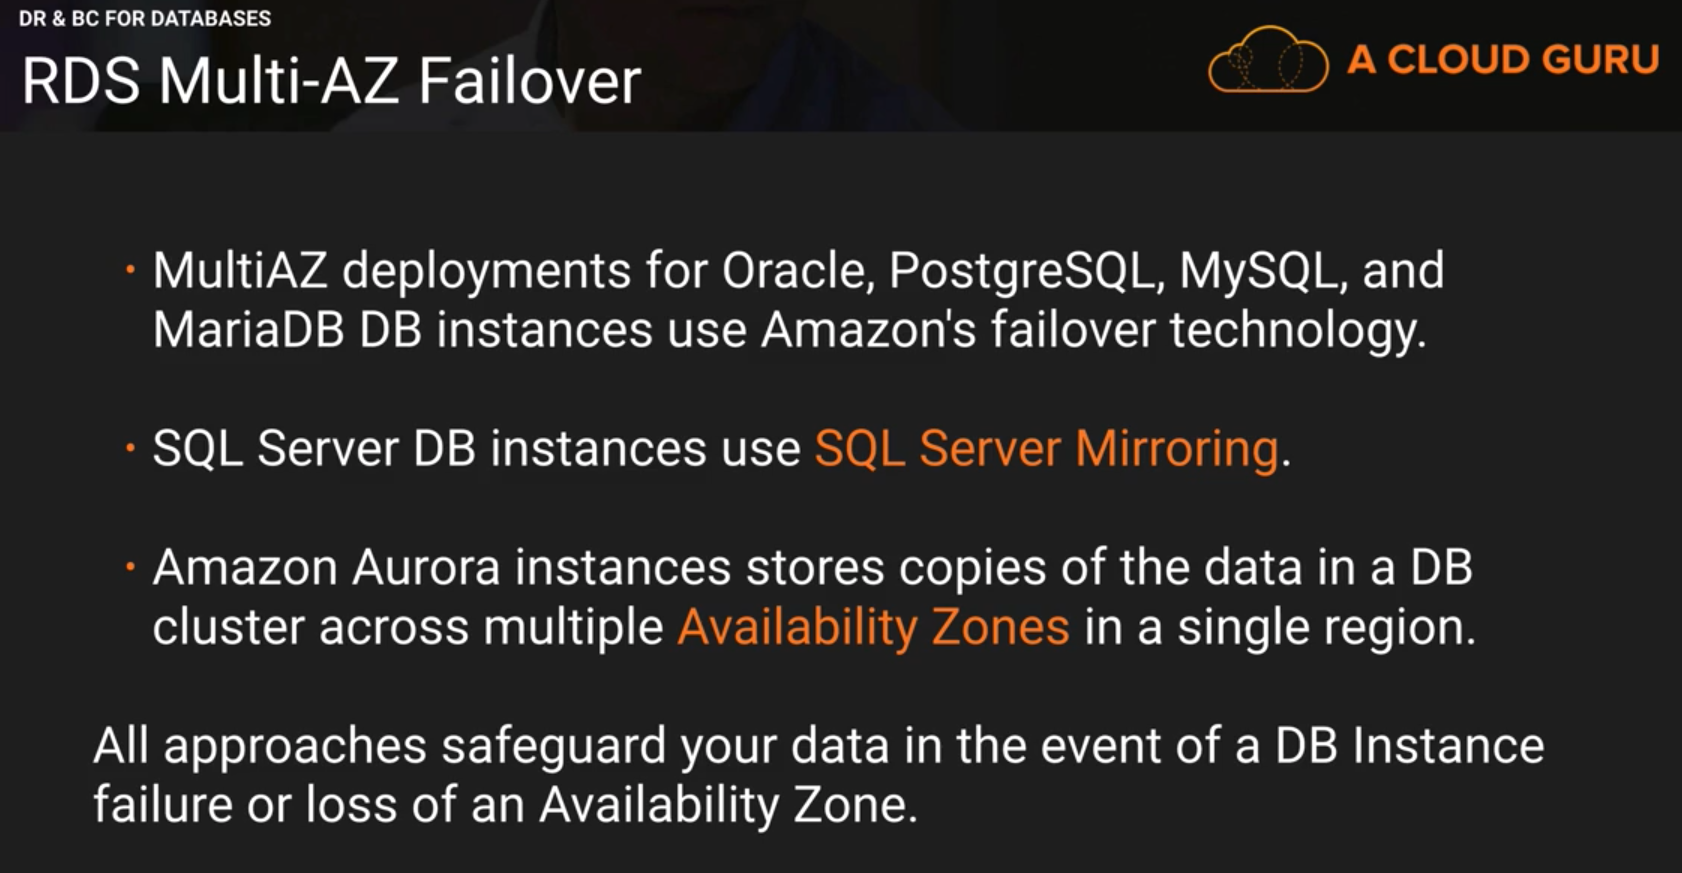 DR & BC FOR DATABASES
RDS Multi-AZ Failover
A CLOUD GURU
· MultiAZ deployments for Oracle, PostgreSQL, MySQL, and
MariaDB DB instances use Amazon's failover technology.
· SQL Server DB instances use SQL Server Mirroring.
· Amazon Aurora instances stores copies of the data in a DB
cluster across multiple Availability Zones in a single region.
All approaches safeguard your data in the event of a DB Instance
failure or loss of an Availability Zone.